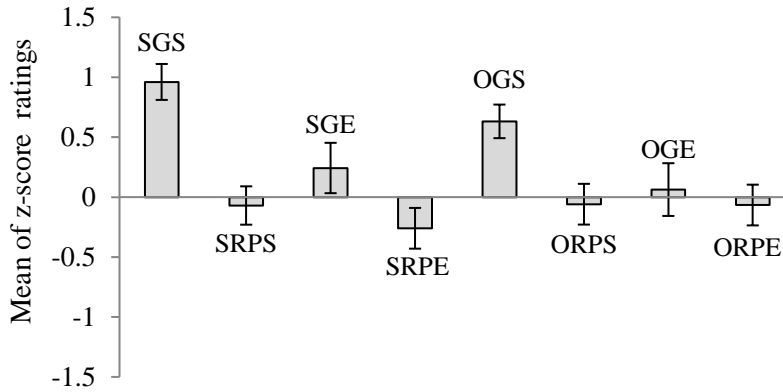 Mean of z-score ratings
1.5
1
0.5
0
-0.5
-1
-1.5
SGS
SRPS
SGE
SRPE
OGS
ORPS
OGE
ORPE